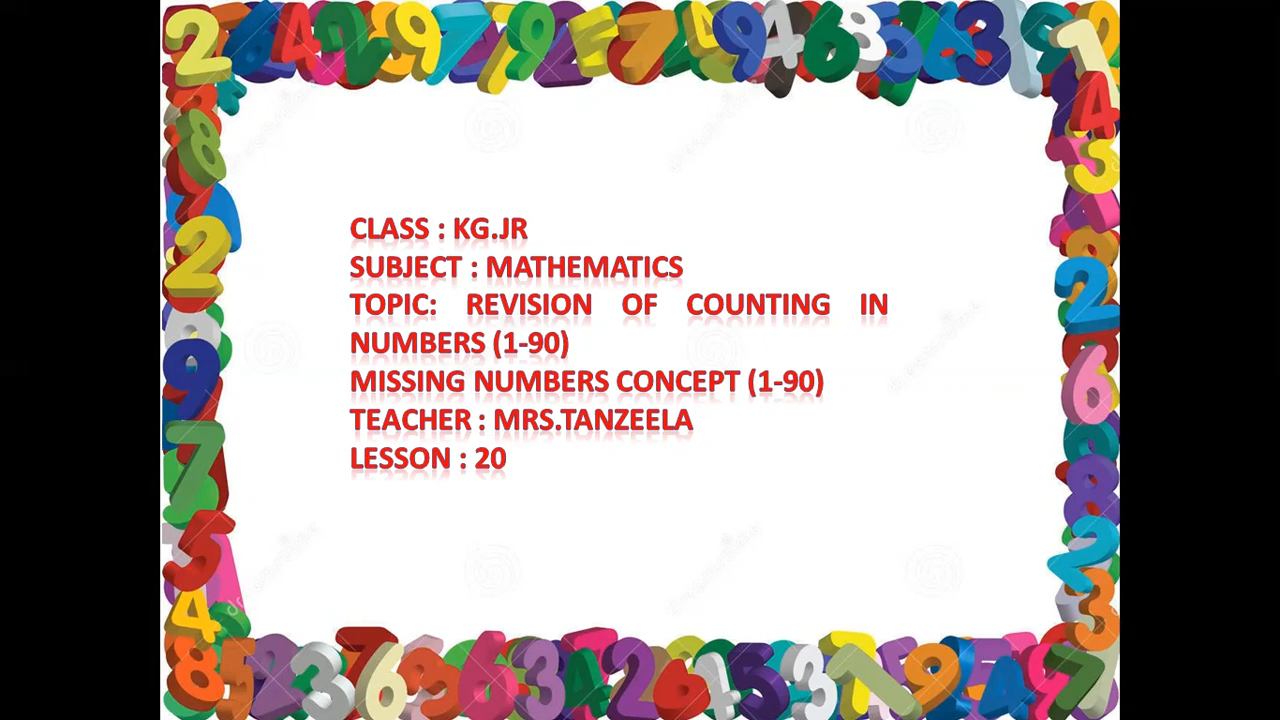 CLASS : KG.JR
SUBJECT : MATHEMATICS
TOPIC: REVISION OF COUNTING IN
NUMBERS (1-90)
MISSING NUMBERS CONCEPT (1-90)
TEACHER : MRS.TANZEELA
LESSON : 20